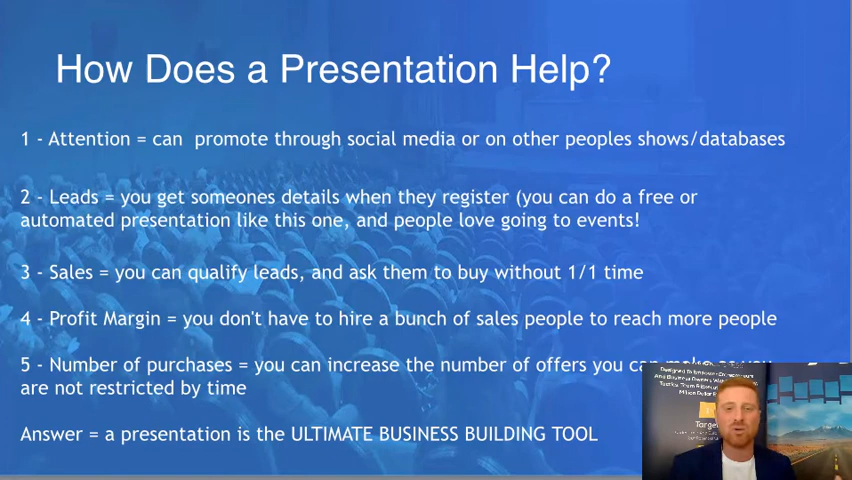 How Does a Presentation Help?
1 - Attention = can  promote through social media or on other peoples shows/databases
2 - Leads = you get someones details when they register (you can do a free or
automated presentation like this one, and people love going to events!
3 - Sales = you can qualify leads, and ask them to buy without 1/1 time
4 - Profit Margin = you don't have to hire a bunch of sales people to reach more people
5 - Number of purchases = you can increase the number of offers you can make as you
are not restricted by time
Answer = a presentation is the ULTIMATE BUSINESS BUILDING TOOL
Million Dollar
Targe